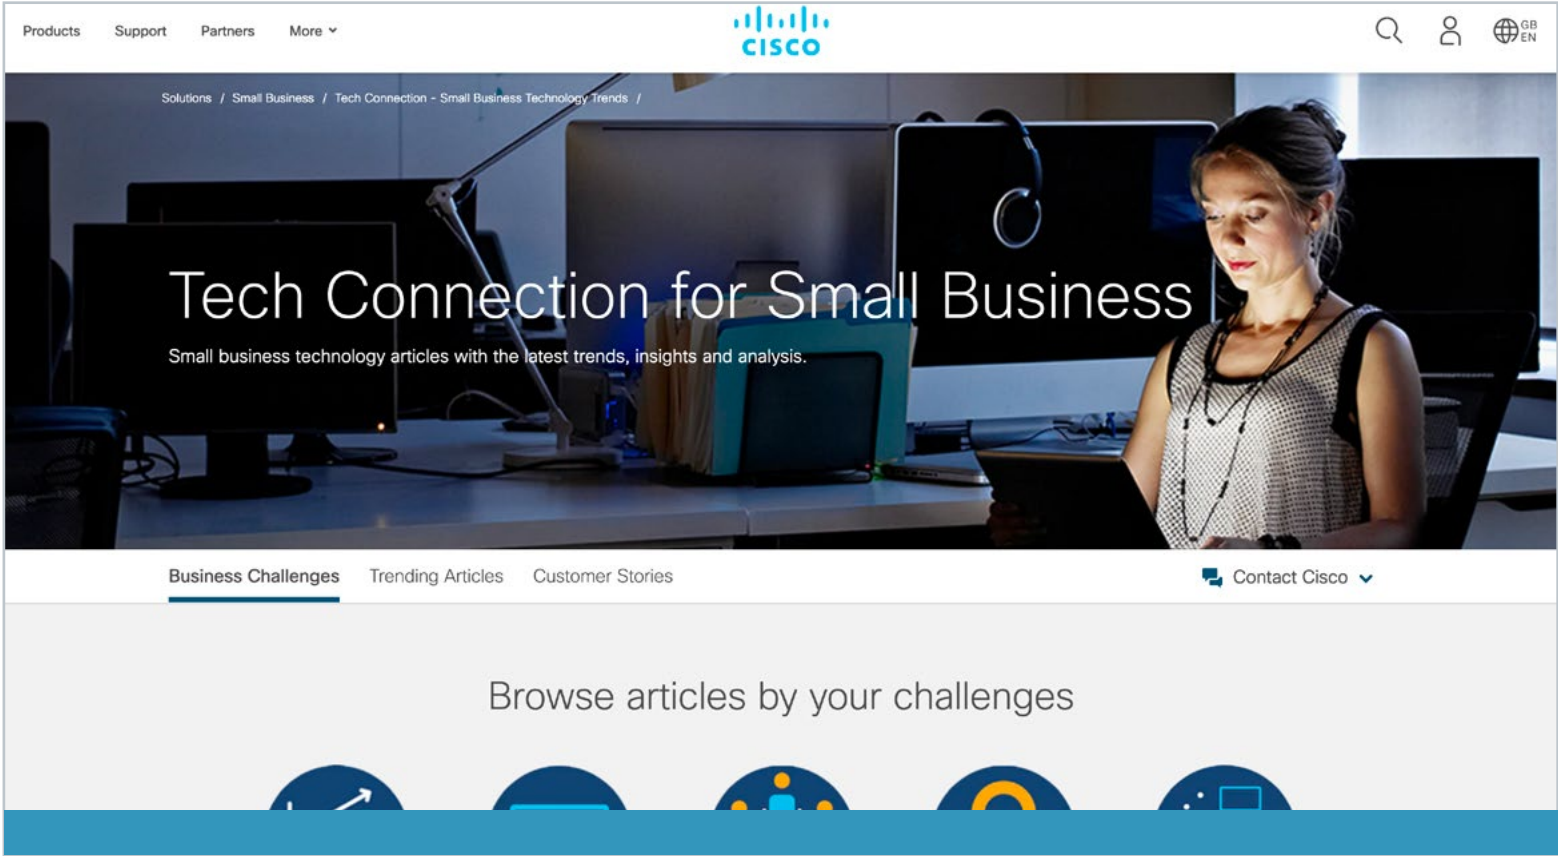 Products Support Partners More
CISCO
GB
EN
Solutions / Small Business / Tech Connection - Small Business Technology Trends /
Tech Connection for Small Business
Small business technology articles with the latest trends, insights and analysis.
Business Challenges Trending Articles Customer Stories Contact Cisco
Browse articles by your challenges